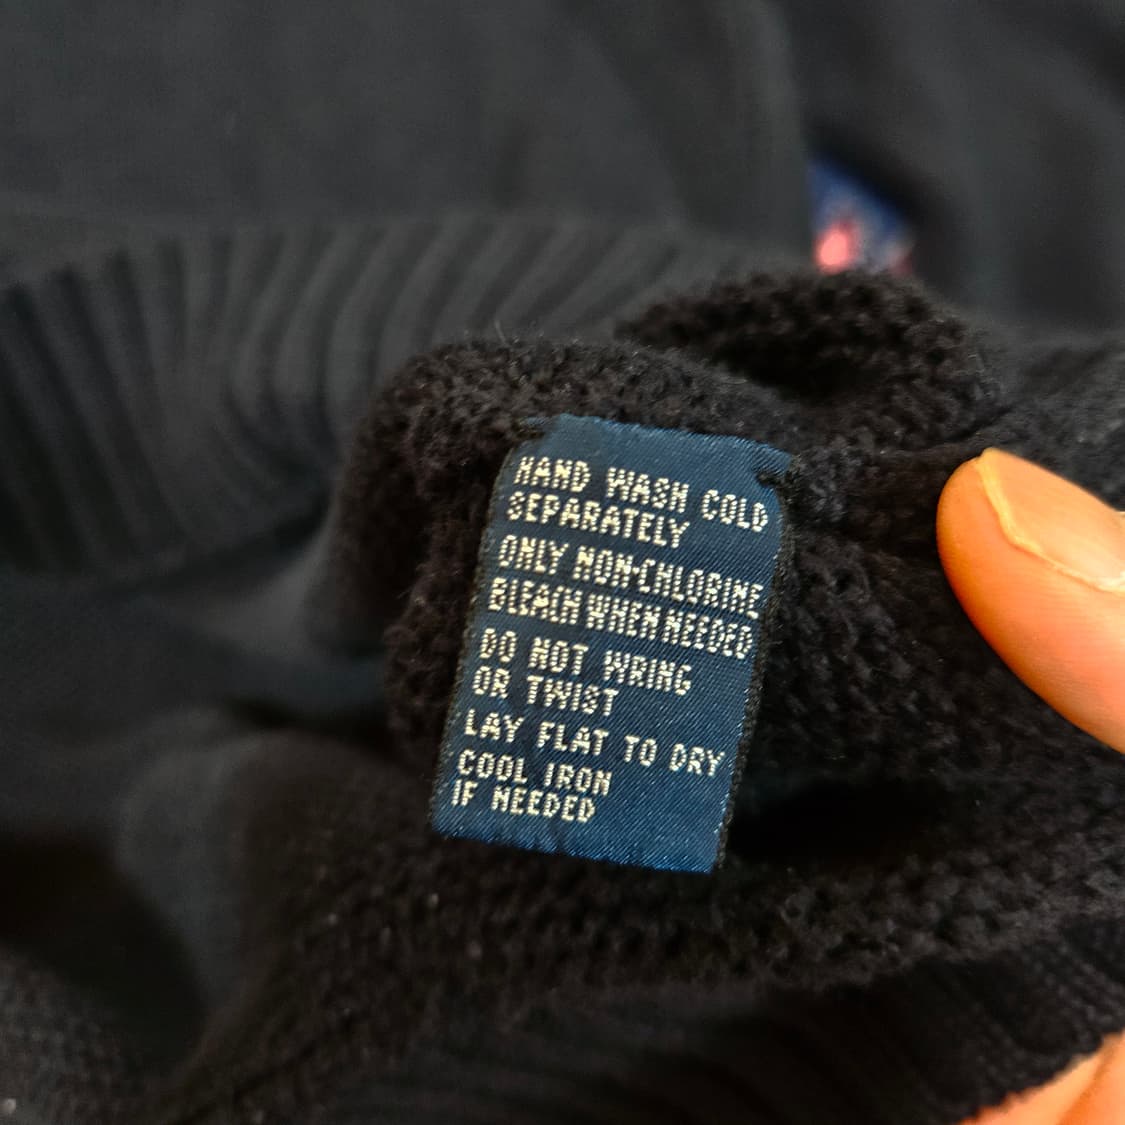 HAND WASH COLD
SEPARATELY
ONLY NON-CHLORINE
BLEACH WHEN NEEDED
DO NOT WRING
OR TWIST
LAY FLAT TO DRY
COOL IRON
IF NEEDED